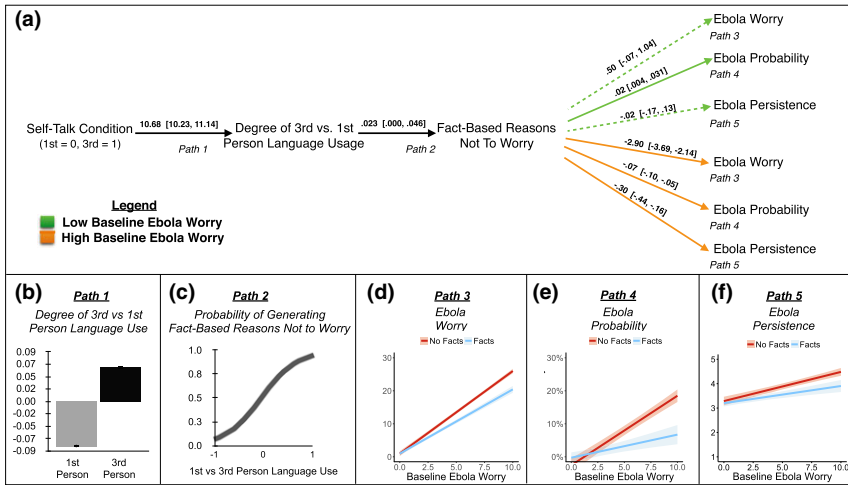 (a)
Ebola Worry
Path 3
.50 [-.07, 1.04]
Ebola Probability
Path 4
.02 [.004, .031]
Ebola Persistence
Path 5
-.02 [-.17, .13]
Self-Talk Condition
(1st = 0, 3rd = 1)
10.68 [10.23, 11.14]
Path 1
Degree of 3rd vs. 1st
Person Language Usage
.023 [.000, .046]
Path 2
Fact-Based Reasons
Not To Worry
-2.90 [-3.69, -2.14]
Ebola Worry
Path 3
-.07 [-.10, -.05]
Ebola Probability
Path 4
-.30 [-.44, -.16]
Ebola Persistence
Path 5
Legend
Low Baseline Ebola Worry
High Baseline Ebola Worry
(b)
Path 1
Degree of 3rd vs 1st
Person Language Use
0.09
0.07
0.05
0.02
0.00
-0.02
-0.05
-0.07
-0.09
1st
Person
3rd
Person
(c)
Path 2
Probability of Generating
Fact-Based Reasons Not to Worry
1.0
0.8
0.5
0.3
0.0
-1 0 1
1st vs 3rd Person Language Use
(d)
Path 3
Ebola
Worry
No Facts Facts
30
20
10
0
0.0 2.5 5.0 7.5 10.0
Baseline Ebola Worry
(e)
Path 4
Ebola
Probability
No Facts Facts
30%
20%
10%
0%
0.0 2.5 5.0 7.5 10.0
Baseline Ebola Worry
(f)
Path 5
Ebola
Persistence
No Facts Facts
5
4
3
2
1
0.0 2.5 5.0 7.5 10.0
Baseline Ebola Worry